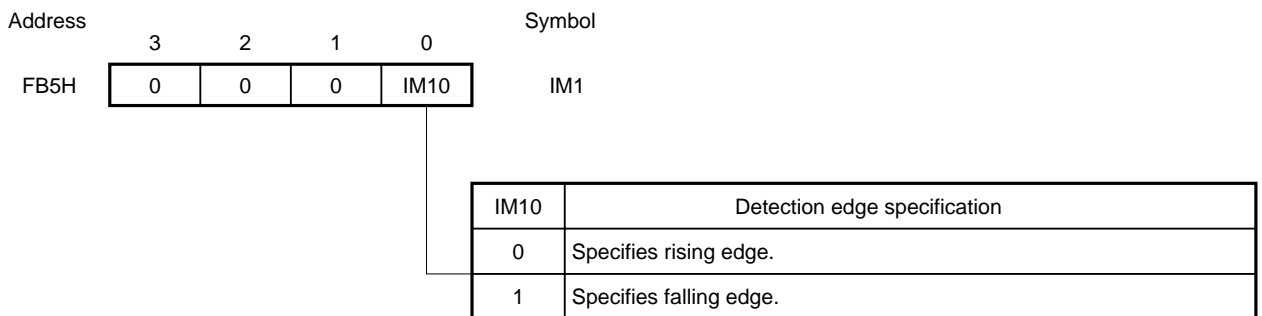 Address Symbol
3 2 1 0
FB5H 0 0 0 IM10 IM1
IM10 Detection edge specification
0 Specifies rising edge.
1 Specifies falling edge.